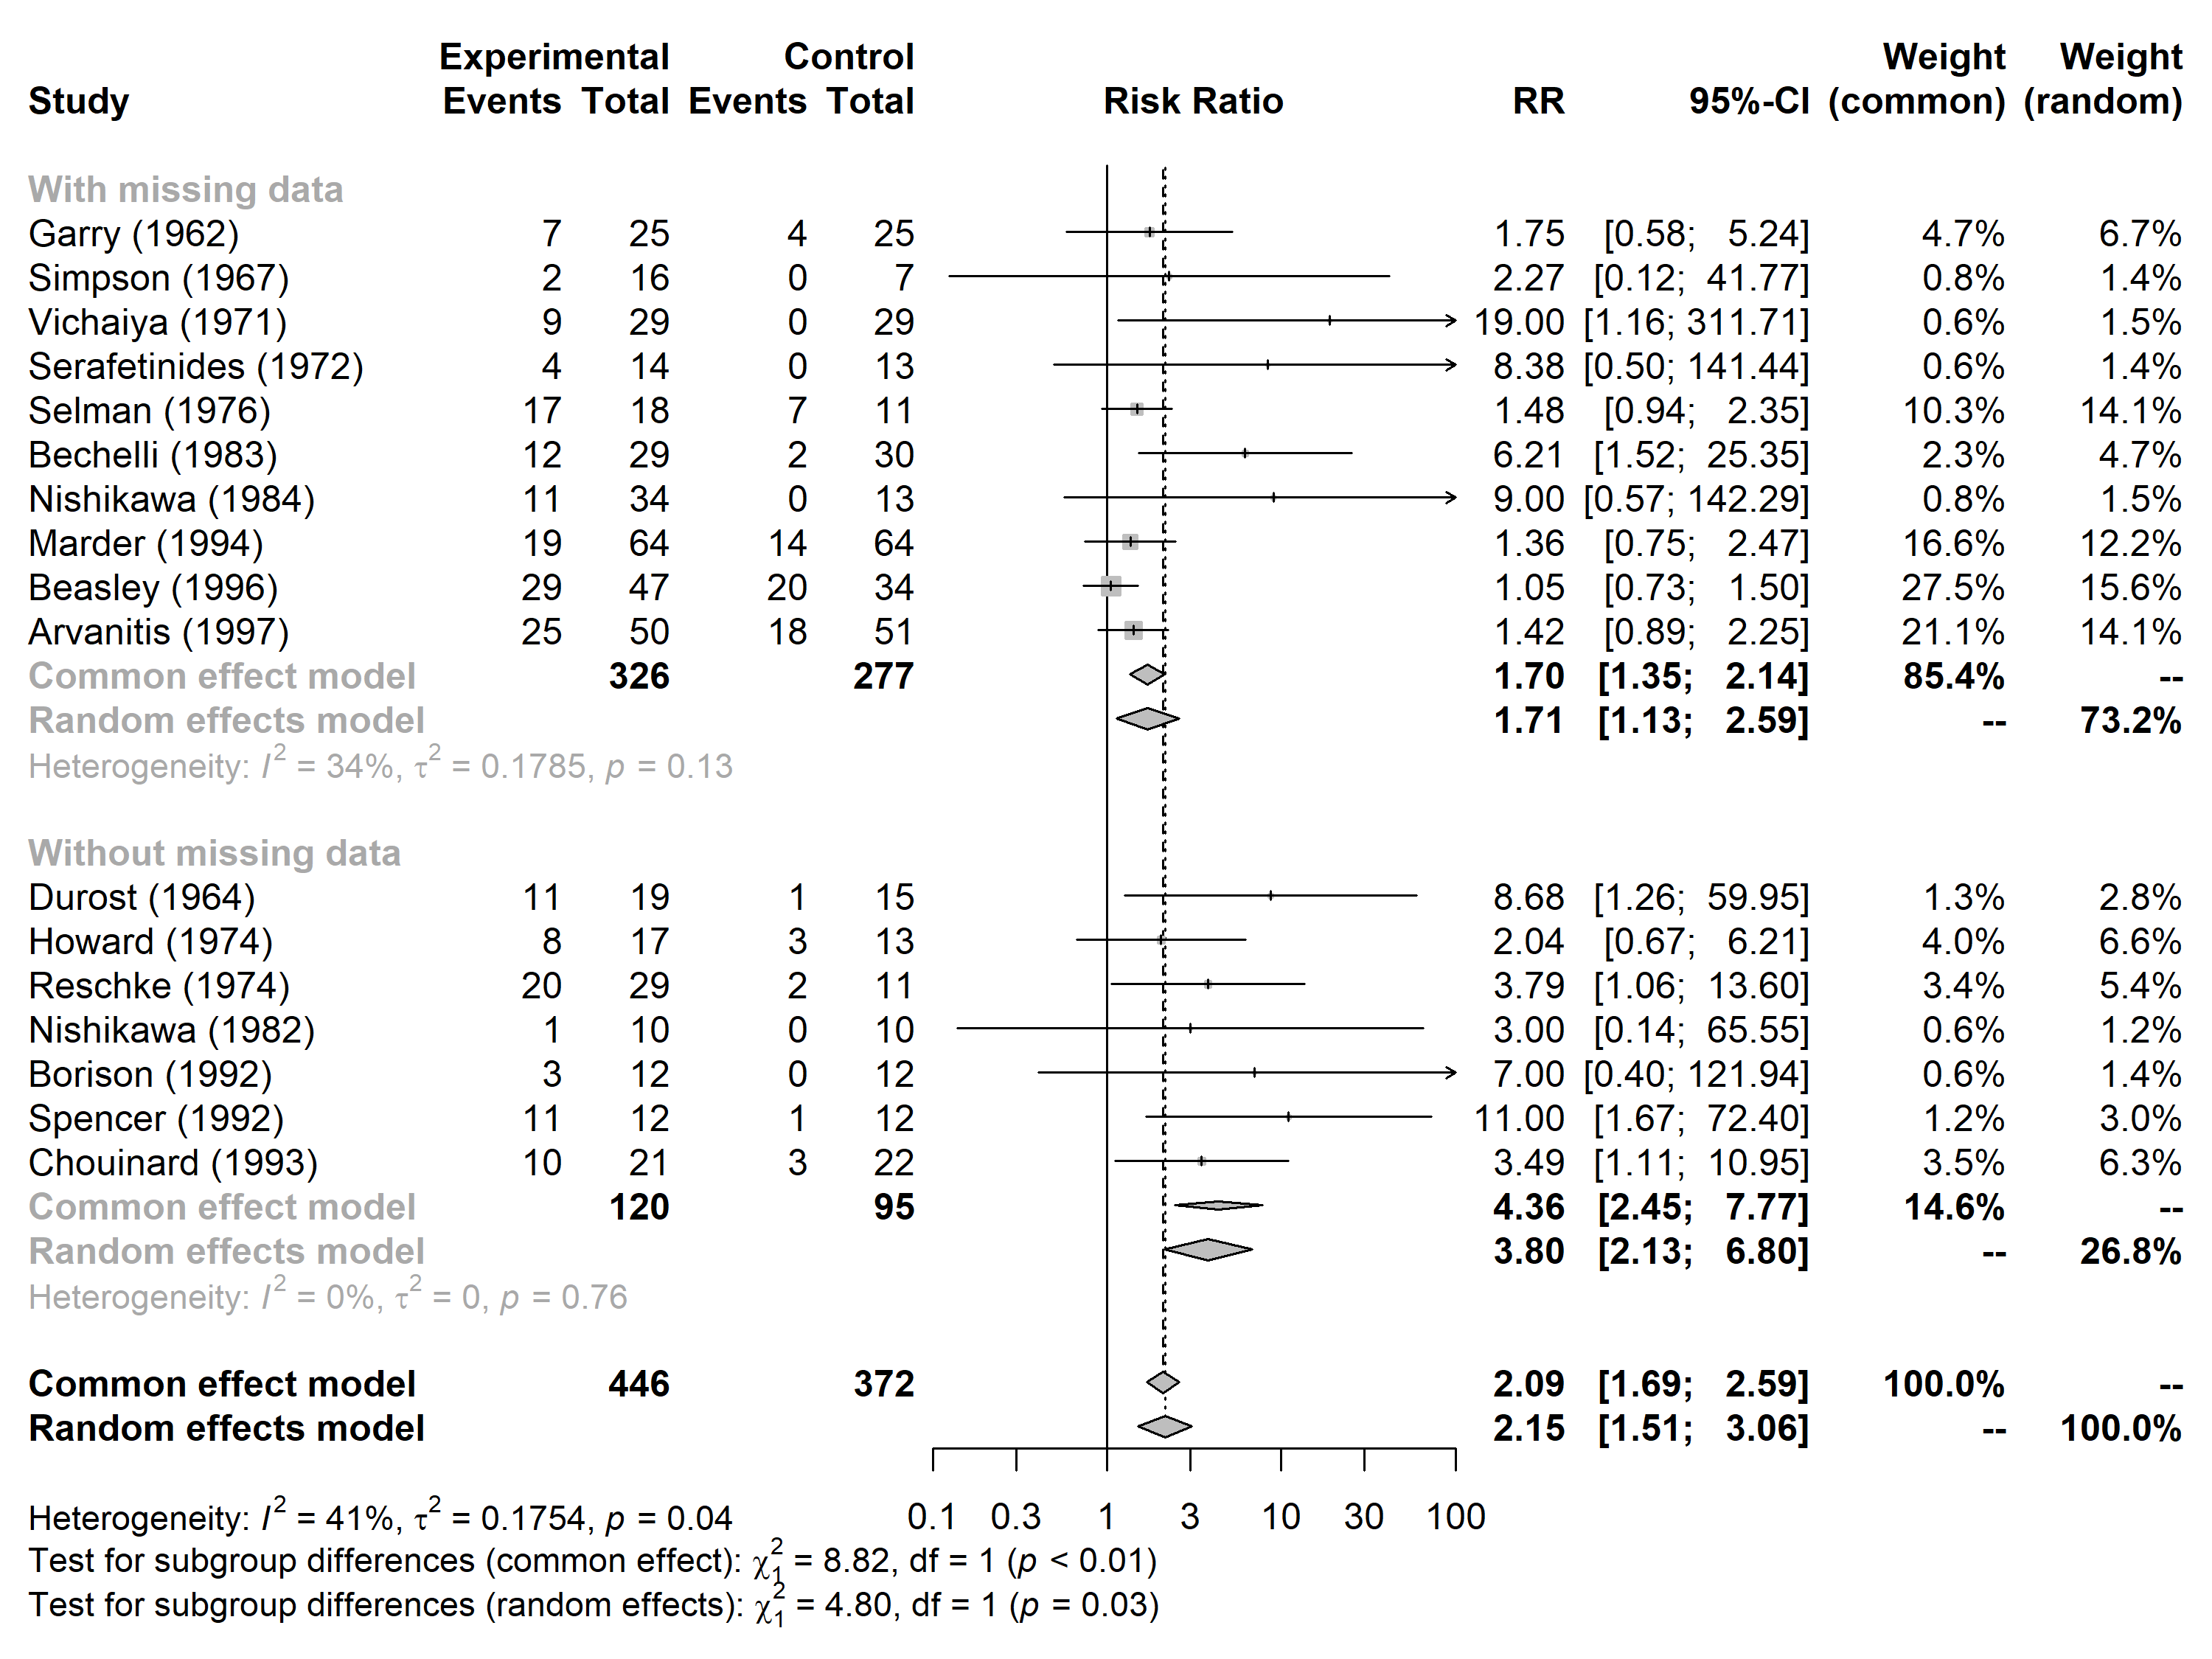 Experimental Control Weight Weight
Study Events Total Events Total Risk Ratio RR 95%-CI (common) (random)
With missing data
Garry (1962) 7 25 4 25 1.75 [0.58; 5.24] 4.7% 6.7%
Simpson (1967) 2 16 0 7 2.27 [0.12; 41.77] 0.8% 1.4%
Vichaiya (1971) 9 29 0 29 19.00 [1.16; 311.71] 0.6% 1.5%
Serafetinides (1972) 4 14 0 13 8.38 [0.50; 141.44] 0.6% 1.4%
Selman (1976) 17 18 7 11 1.48 [0.94; 2.35] 10.3% 14.1%
Bechelli (1983) 12 29 2 30 6.21 [1.52; 25.35] 2.3% 4.7%
Nishikawa (1984) 11 34 0 13 9.00 [0.57; 142.29] 0.8% 1.5%
Marder (1994) 19 64 14 64 1.36 [0.75; 2.47] 16.6% 12.2%
Beasley (1996) 29 47 20 34 1.05 [0.73; 1.50] 27.5% 15.6%
Arvanitis (1997) 25 50 18 51 1.42 [0.89; 2.25] 21.1% 14.1%
Common effect model 326 277 1.70 [1.35; 2.14] 85.4% --
Random effects model 1.71 [1.13; 2.59] -- 73.2%
Heterogeneity: I² = 34%, τ² = 0.1785, p = 0.13
Without missing data
Durost (1964) 11 19 1 15 8.68 [1.26; 59.95] 1.3% 2.8%
Howard (1974) 8 17 3 13 2.04 [0.67; 6.21] 4.0% 6.6%
Reschke (1974) 20 29 2 11 3.79 [1.06; 13.60] 3.4% 5.4%
Nishikawa (1982) 1 10 0 10 3.00 [0.14; 65.55] 0.6% 1.2%
Borison (1992) 3 12 0 12 7.00 [0.40; 121.94] 0.6% 1.4%
Spencer (1992) 11 12 1 12 11.00 [1.67; 72.40] 1.2% 3.0%
Chouinard (1993) 10 21 3 22 3.49 [1.11; 10.95] 3.5% 6.3%
Common effect model 120 95 4.36 [2.45; 7.77] 14.6% --
Random effects model 3.80 [2.13; 6.80] -- 26.8%
Heterogeneity: I² = 0%, τ² = 0, p = 0.76
Common effect model 446 372 2.09 [1.69; 2.59] 100.0% --
Random effects model 2.15 [1.51; 3.06] -- 100.0%
Heterogeneity: I² = 41%, τ² = 0.1754, p = 0.04
0.1 0.3 1 3 10 30 100
Test for subgroup differences (common effect): χ₁² = 8.82, df = 1 (p < 0.01)
Test for subgroup differences (random effects): χ₁² = 4.80, df = 1 (p = 0.03)